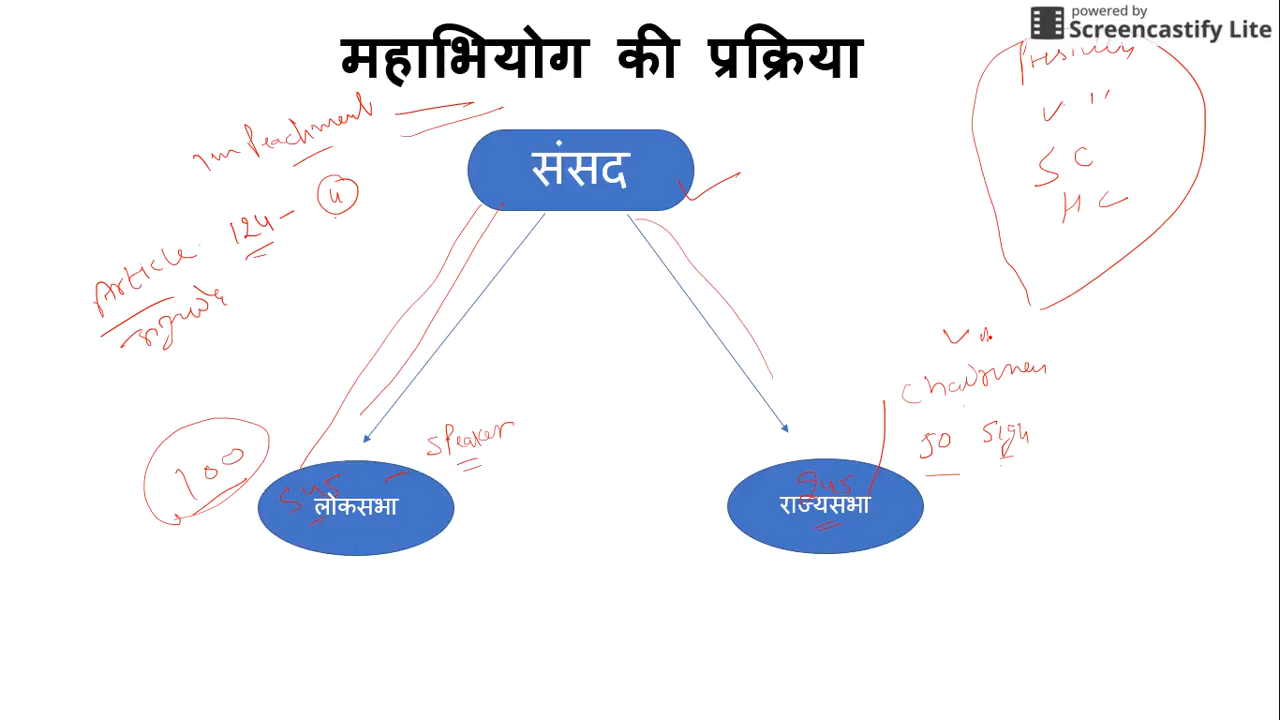 powered by
Screencastify Lite
महाभियोग की प्रक्रिया
Impeachment
संसद
SC
HC
Article 124 - 4
अनुच्छेद
Chairman
50 Sign
Speaker
100
545
लोकसभा
245
राज्यसभा